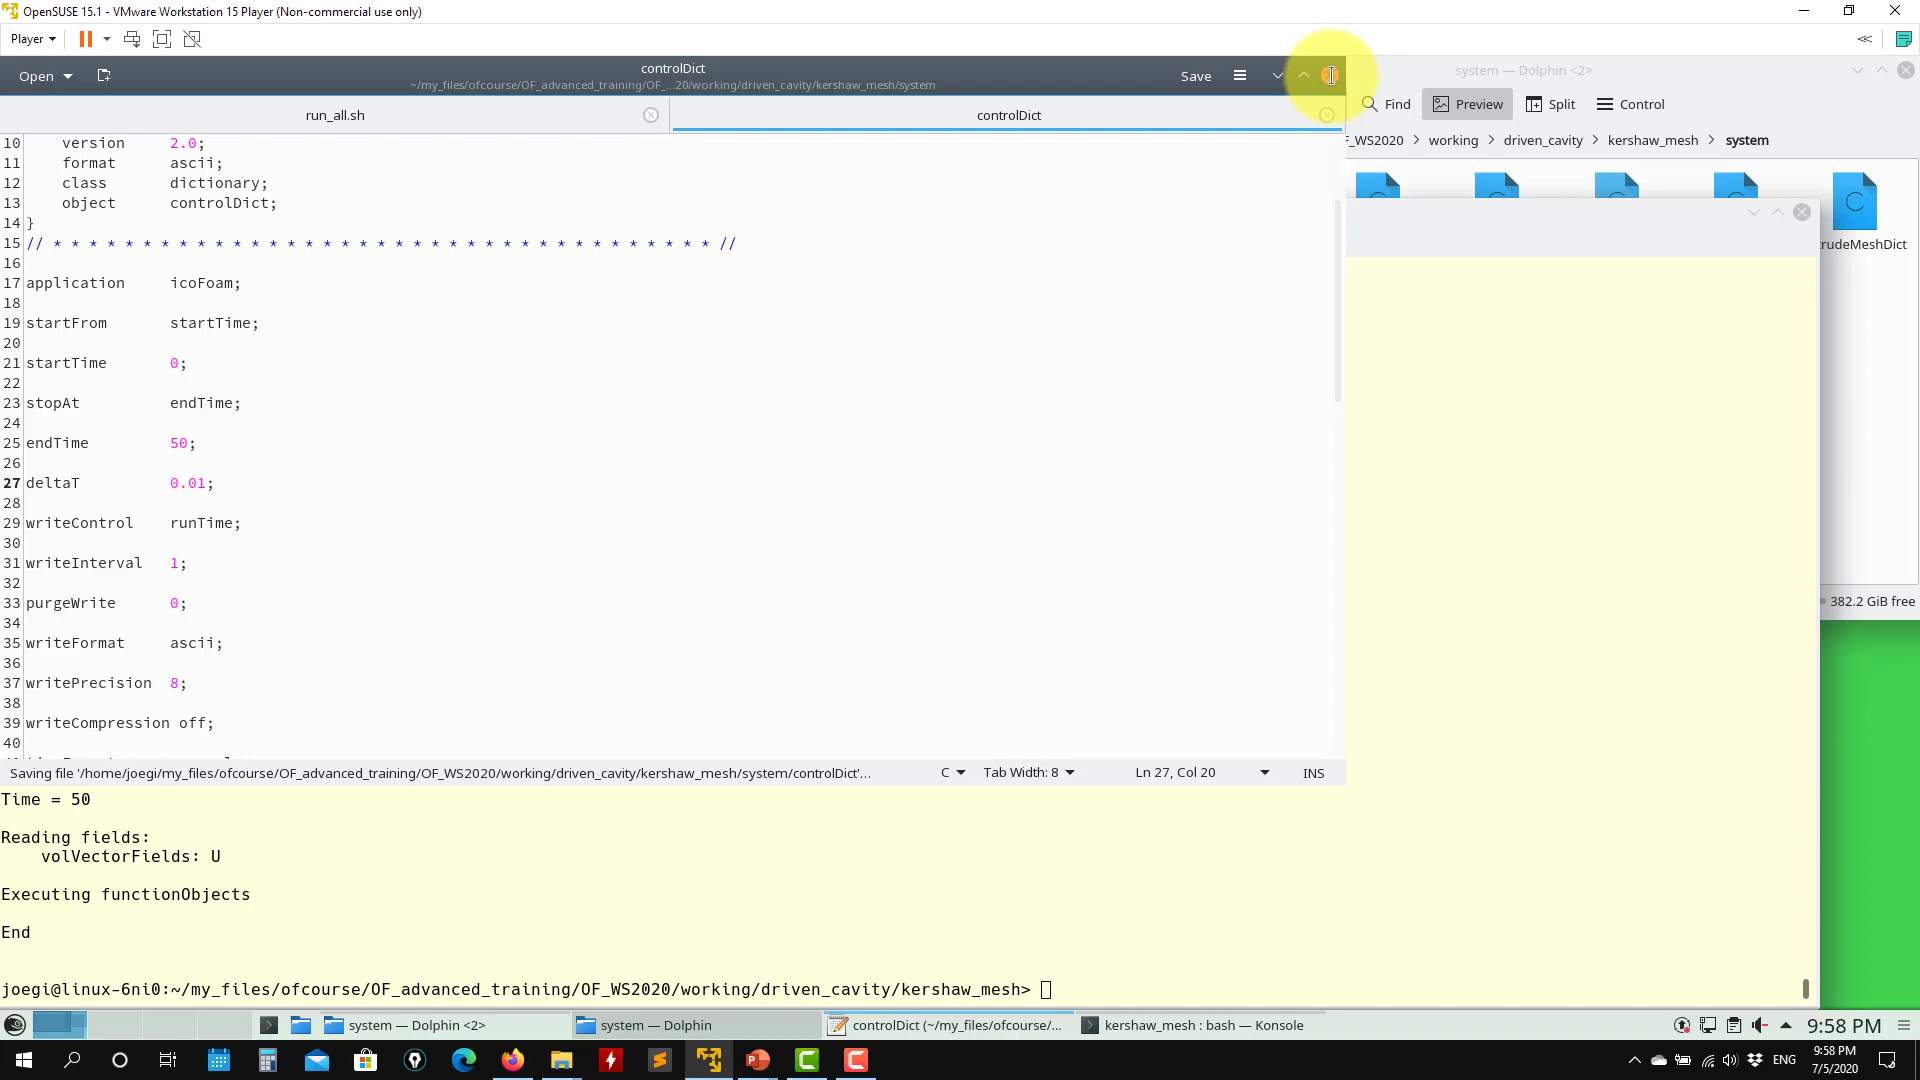 OpenSUSE 15.1 - VMware Workstation 15 Player (Non-commercial use only)
Player
Open
controlDict
~/my_files/ofcourse/OF_advanced_training/OF_...20/working/driven_cavity/kershaw_mesh/system
Save
system — Dolphin <2>
Find
Preview
Split
Control
run_all.sh
controlDict
F_WS2020 > working > driven_cavity > kershaw_mesh > system
10 version 2.0;
11 format ascii;
12 class dictionary;
13 object controlDict;
14 }
15 // * * * * * * * * * * * * * * * * * * * * * * * * * * * * * * * * * * * * * //
16
17 application icoFoam;
18
19 startFrom startTime;
20
21 startTime 0;
22
23 stopAt endTime;
24
25 endTime 50;
26
27 deltaT 0.01;
28
29 writeControl runTime;
30
31 writeInterval 1;
32
33 purgeWrite 0;
34
35 writeFormat ascii;
36
37 writePrecision 8;
38
39 writeCompression off;
40
trudeMeshDict
382.2 GiB free
Saving file '/home/joegi/my_files/ofcourse/OF_advanced_training/OF_WS2020/working/driven_cavity/kershaw_mesh/system/controlDict'...
C
Tab Width: 8
Ln 27, Col 20
INS
Time = 50
Reading fields:
volVectorFields: U
Executing functionObjects
End
joegi@linux-6ni0:~/my_files/ofcourse/OF_advanced_training/OF_WS2020/working/driven_cavity/kershaw_mesh>
system — Dolphin <2>
system — Dolphin
controlDict (~/my_files/ofcourse/...
kershaw_mesh : bash — Konsole
9:58 PM
ENG
9:58 PM
7/5/2020